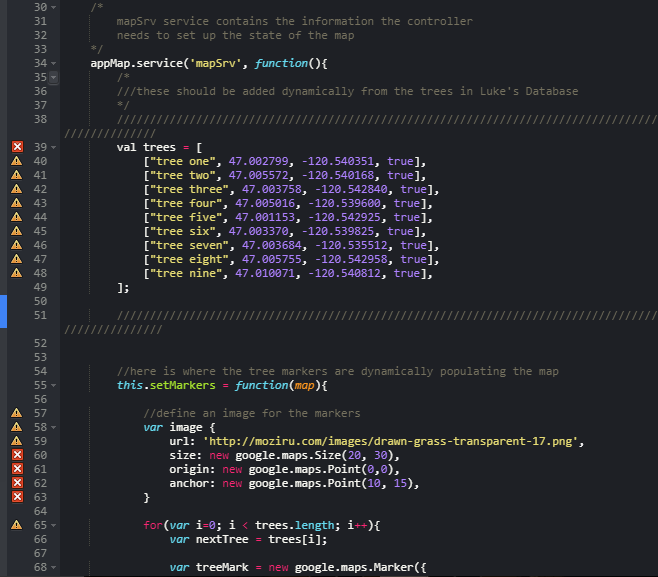 30 /*
31 mapSrv service contains the information the controller
32 needs to set up the state of the map
33 */
34 appMap.service('mapSrv', function(){
35 /*
36 ///these should be added dynamically from the trees in Luke's Database
37 */
38 //////////////////////////////////////////////////////////////////////////////////
//////////////
39 val trees = [
40 ["tree one", 47.002799, -120.540351, true],
41 ["tree two", 47.005572, -120.540168, true],
42 ["tree three", 47.003758, -120.542840, true],
43 ["tree four", 47.005016, -120.539600, true],
44 ["tree five", 47.001153, -120.542925, true],
45 ["tree six", 47.003370, -120.539825, true],
46 ["tree seven", 47.003684, -120.535512, true],
47 ["tree eight", 47.005755, -120.542958, true],
48 ["tree nine", 47.010071, -120.540812, true],
49 ];
50
51 //////////////////////////////////////////////////////////////////////////////////
///////////////
52
53
54 //here is where the tree markers are dynamically populating the map
55 this.setMarkers = function(map){
56
57 //define an image for the markers
58 var image {
59 url: 'http://moziru.com/images/drawn-grass-transparent-17.png',
60 size: new google.maps.Size(20, 30),
61 origin: new google.maps.Point(0,0),
62 anchor: new google.maps.Point(10, 15),
63 }
64
65 for(var i=0; i < trees.length; i++){
66 var nextTree = trees[i];
67
68 var treeMark = new google.maps.Marker({